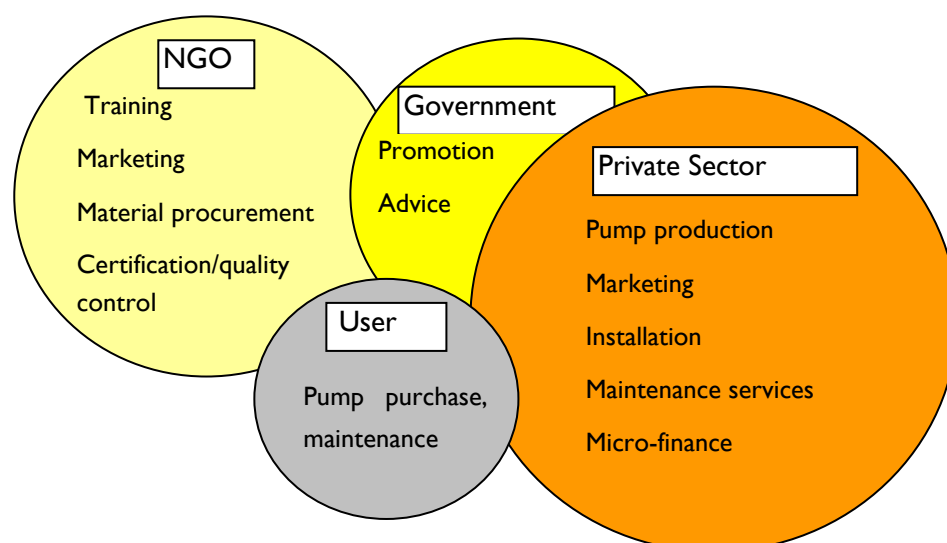 NGO
Training
Marketing
Material procurement
Certification/quality
control
Government
Promotion
Advice
Private Sector
Pump production
Marketing
Installation
Maintenance services
Micro-finance
User
Pump purchase,
maintenance